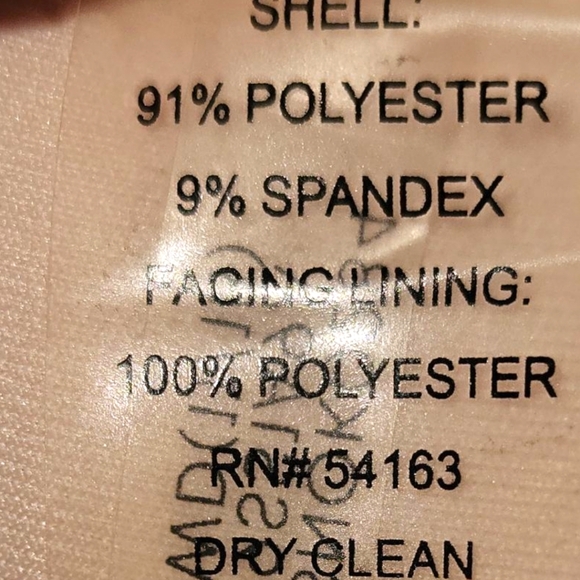 SHELL:
91% POLYESTER
9% SPANDEX
FACING LINING:
100% POLYESTER
RN# 54163
DRY CLEAN